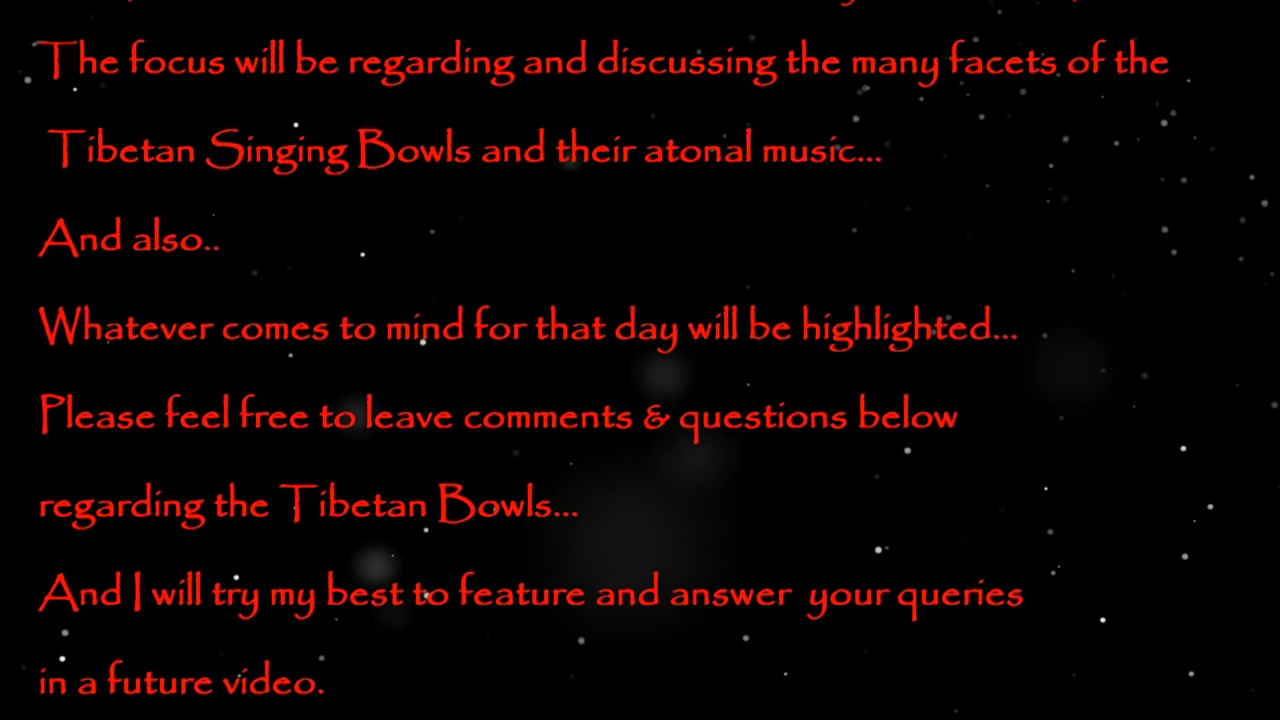 The focus will be regarding and discussing the many facets of the
Tibetan Singing Bowls and their atonal music...
And also..
Whatever comes to mind for that day will be highlighted...
Please feel free to leave comments & questions below
regarding the Tibetan Bowls...
And I will try my best to feature and answer  your queries
in a future video.